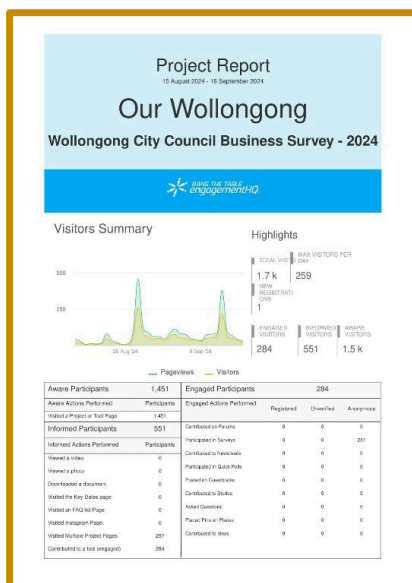 Project Report
15 August 2024 - 16 September 2024
Our Wollongong
Wollongong City Council Business Survey - 2024
BANG THE TABLE
engagementHQ.
Visitors Summary
Highlights
TOTAL VISITS
MAX VISITORS PER DAY
1.7 k
259
NEW REGISTRATIONS
1
ENGAGED VISITORS
INFORMED VISITORS
AWARE VISITORS
284
551
1.5 k
500
250
26 Aug '24
9 Sep '24
Pageviews Visitors
Aware Participants 1,451
Aware Actions Performed Participants
Visited a Project or Tool Page 1,451
Informed Participants 551
Informed Actions Performed Participants
Viewed a video 0
Viewed a photo 0
Downloaded a document 0
Visited the Key Dates page 0
Visited an FAQ list Page 0
Visited Instagram Page 0
Visited Multiple Project Pages
Contributed to a tool (engaged) 284
Engaged Participants 284
Engaged Actions Performed
Registered Unverified Anonymous
Contributed on Forums 0 0 0
Participated in Surveys 0
Contributed to Newsfeeds 0 0 0
Participated in Quick Polls 0 0 0
Posted on Guestbooks 0 0 0
Contributed to Stories 0 0 0
Asked Questions 0 0 0
Placed Pins on Places 0 0 0
Contributed to Ideas 0 0 0